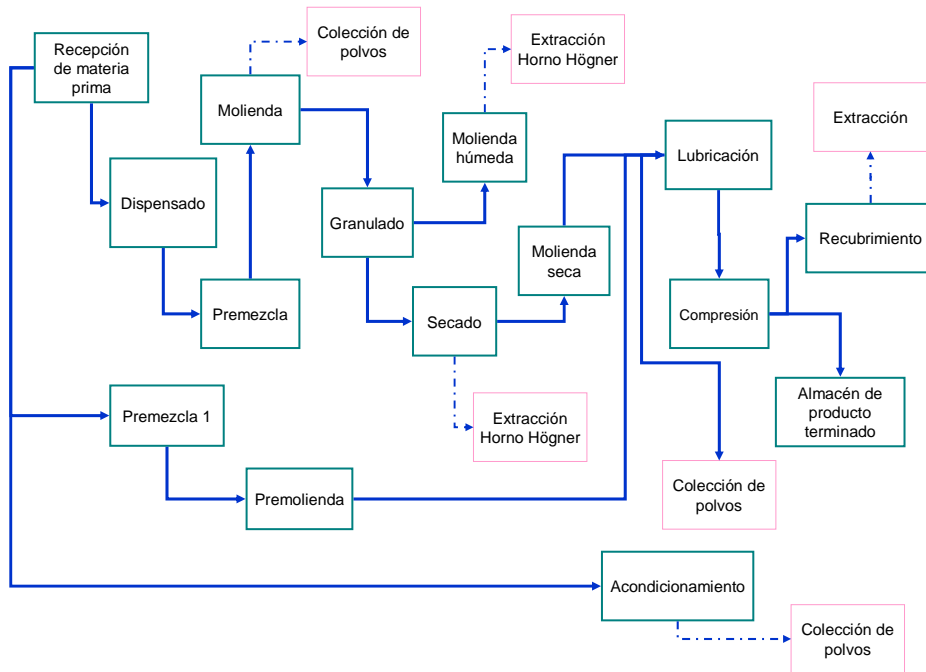 Recepción
de materia
prima
Colección de
polvos
Extracción
Horno Högner
Molienda
Molienda
húmeda
Extracción
Lubricación
Dispensado
Granulado
Molienda
seca
Recubrimiento
Premezcla
Secado
Compresión
Premezcla 1
Extracción
Horno Högner
Almacén de
producto
terminado
Premolienda
Colección de
polvos
Acondicionamiento
Colección de
polvos